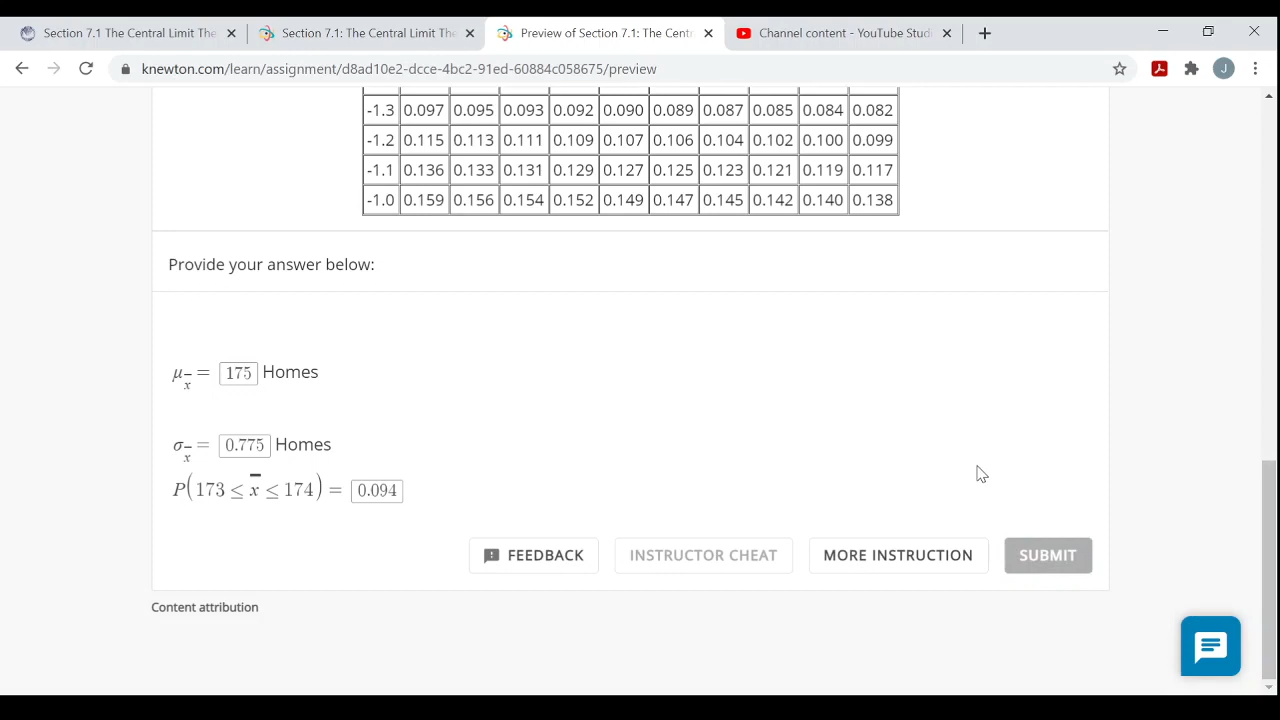 Section 7.1 The Central Limit The
Section 7.1: The Central Limit The
Preview of Section 7.1: The Centr
Channel content - YouTube Stud
knewton.com/learn/assignment/d8ad10e2-dcce-4bc2-91ed-60884c058675/preview
J
-1.3 0.097 0.095 0.093 0.092 0.090 0.089 0.087 0.085 0.084 0.082
-1.2 0.115 0.113 0.111 0.109 0.107 0.106 0.104 0.102 0.100 0.099
-1.1 0.136 0.133 0.131 0.129 0.127 0.125 0.123 0.121 0.119 0.117
-1.0 0.159 0.156 0.154 0.152 0.149 0.147 0.145 0.142 0.140 0.138
Provide your answer below:
μx̄ = 175 Homes
σx̄ = 0.775 Homes
P(173 ≤ x̄ ≤ 174) = 0.094
FEEDBACK
INSTRUCTOR CHEAT
MORE INSTRUCTION
SUBMIT
Content attribution